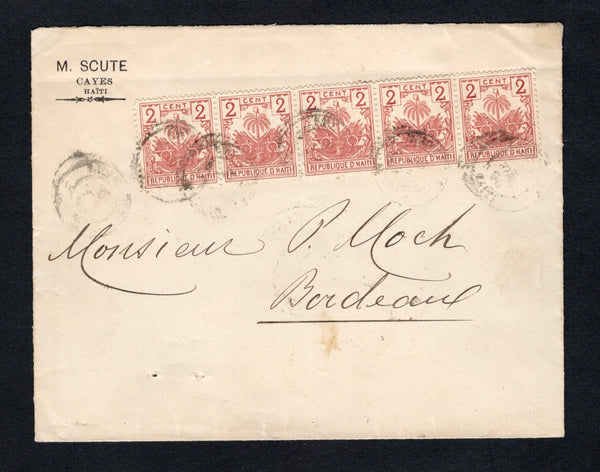 M. SCUTE
CAYES
HAÏTI
2 CENT 2 2 CENT 2 2 CENT 2 2 CENT 2 2 CENT 2
REPUBLIQUE D'HAITI REPUBLIQUE D'HAITI REPUBLIQUE D'HAITI REPUBLIQUE D'HAITI REPUBLIQUE D'HAITI
Monsieur P. Moch
Bordeaux